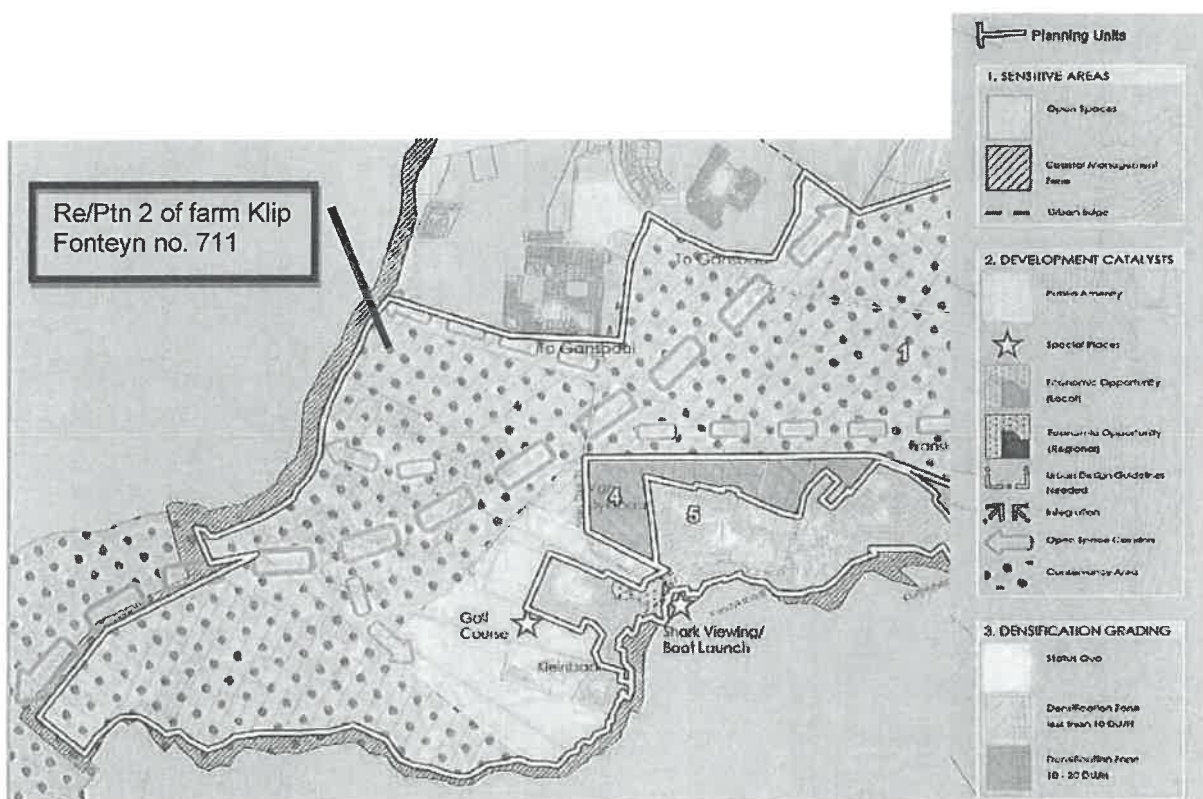 Planning Units
1. SENSITIVE AREAS
Open Spaces
Coastal Management
Zone
Urban Edge
2. DEVELOPMENT CATALYSTS
Public Amenity
Special Places
Economic Opportunity
(Local)
Economic Opportunity
(Regional)
Urban Design Guidelines
Needed
Integration
Open Space Corridors
Conservancy Area
3. DENSIFICATION GRADING
Status Quo
Densification Zone
less than 10 DU/H
Densification Zone
10 - 20 DU/H
Re/Ptn 2 of farm Klip
Fonteyn no. 711
To Gansbaai
To Gansbaai
1
4
5
Golf
Course
Shark Viewing/
Boat Launch
Kleinbaai